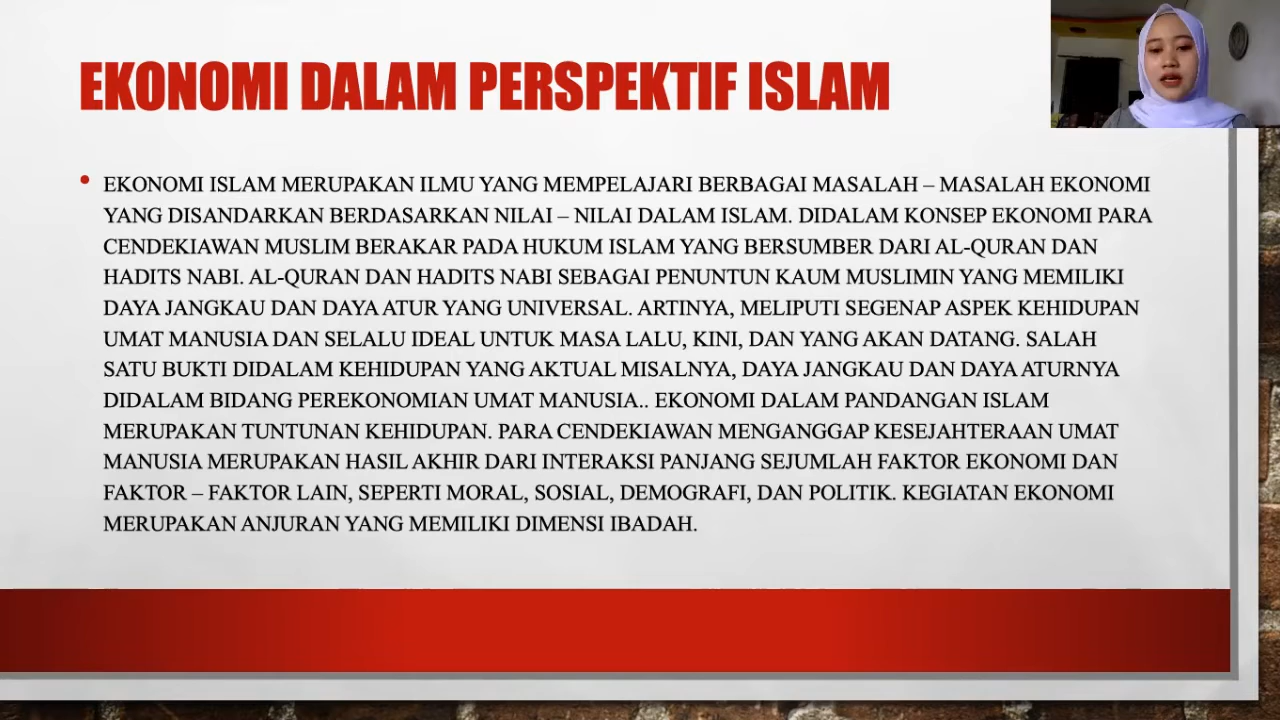 EKONOMI DALAM PERSPEKTIF ISLAM
• EKONOMI ISLAM MERUPAKAN ILMU YANG MEMPELAJARI BERBAGAI MASALAH – MASALAH EKONOMI
YANG DISANDARKAN BERDASARKAN NILAI – NILAI DALAM ISLAM. DIDALAM KONSEP EKONOMI PARA
CENDEKIAWAN MUSLIM BERAKAR PADA HUKUM ISLAM YANG BERSUMBER DARI AL-QURAN DAN
HADITS NABI. AL-QURAN DAN HADITS NABI SEBAGAI PENUNTUN KAUM MUSLIMIN YANG MEMILIKI
DAYA JANGKAU DAN DAYA ATUR YANG UNIVERSAL. ARTINYA, MELIPUTI SEGENAP ASPEK KEHIDUPAN
UMAT MANUSIA DAN SELALU IDEAL UNTUK MASA LALU, KINI, DAN YANG AKAN DATANG. SALAH
SATU BUKTI DIDALAM KEHIDUPAN YANG AKTUAL MISALNYA, DAYA JANGKAU DAN DAYA ATURNYA
DIDALAM BIDANG PEREKONOMIAN UMAT MANUSIA.. EKONOMI DALAM PANDANGAN ISLAM
MERUPAKAN TUNTUNAN KEHIDUPAN. PARA CENDEKIAWAN MENGANGGAP KESEJAHTERAAN UMAT
MANUSIA MERUPAKAN HASIL AKHIR DARI INTERAKSI PANJANG SEJUMLAH FAKTOR EKONOMI DAN
FAKTOR – FAKTOR LAIN, SEPERTI MORAL, SOSIAL, DEMOGRAFI, DAN POLITIK. KEGIATAN EKONOMI
MERUPAKAN ANJURAN YANG MEMILIKI DIMENSI IBADAH.